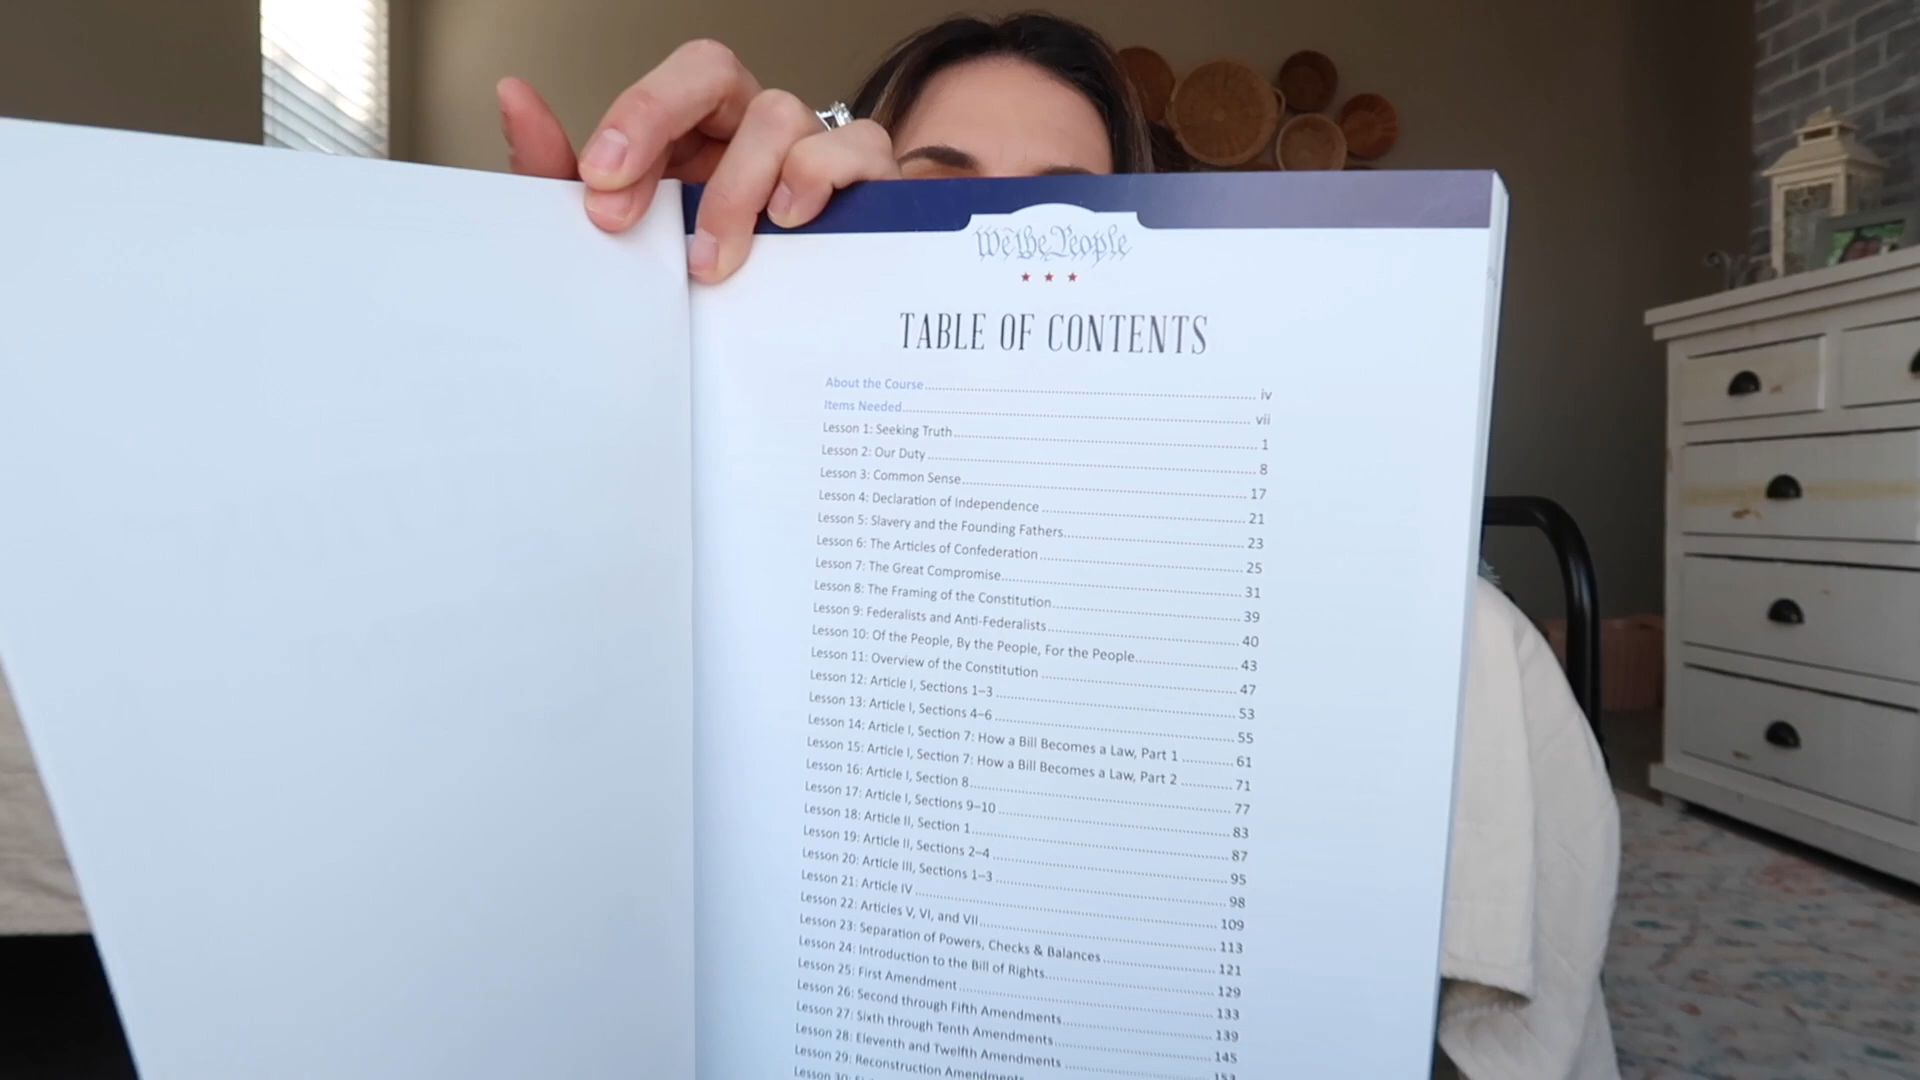 We the People
TABLE OF CONTENTS
About the Course iv
Items Needed vii
Lesson 1: Seeking Truth 1
Lesson 2: Our Duty 8
Lesson 3: Common Sense 17
Lesson 4: Declaration of Independence 21
Lesson 5: Slavery and the Founding Fathers 23
Lesson 6: The Articles of Confederation 25
Lesson 7: The Great Compromise 31
Lesson 8: The Framing of the Constitution 39
Lesson 9: Federalists and Anti-Federalists 40
Lesson 10: Of the People, By the People, For the People 43
Lesson 11: Overview of the Constitution 47
Lesson 12: Article I, Sections 1–3 53
Lesson 13: Article I, Sections 4–6 55
Lesson 14: Article I, Section 7: How a Bill Becomes a Law, Part 1 61
Lesson 15: Article I, Section 7: How a Bill Becomes a Law, Part 2 71
Lesson 16: Article I, Section 8 77
Lesson 17: Article I, Sections 9–10 83
Lesson 18: Article II, Section 1 87
Lesson 19: Article II, Sections 2–4 95
Lesson 20: Article III, Sections 1–3 98
Lesson 21: Article IV 109
Lesson 22: Articles V, VI, and VII 113
Lesson 23: Separation of Powers, Checks & Balances 121
Lesson 24: Introduction to the Bill of Rights 129
Lesson 25: First Amendment 133
Lesson 26: Second through Fifth Amendments 139
Lesson 27: Sixth through Tenth Amendments 145
Lesson 28: Eleventh and Twelfth Amendments 153
Lesson 29: Reconstruction Amendments
Lesson 30: